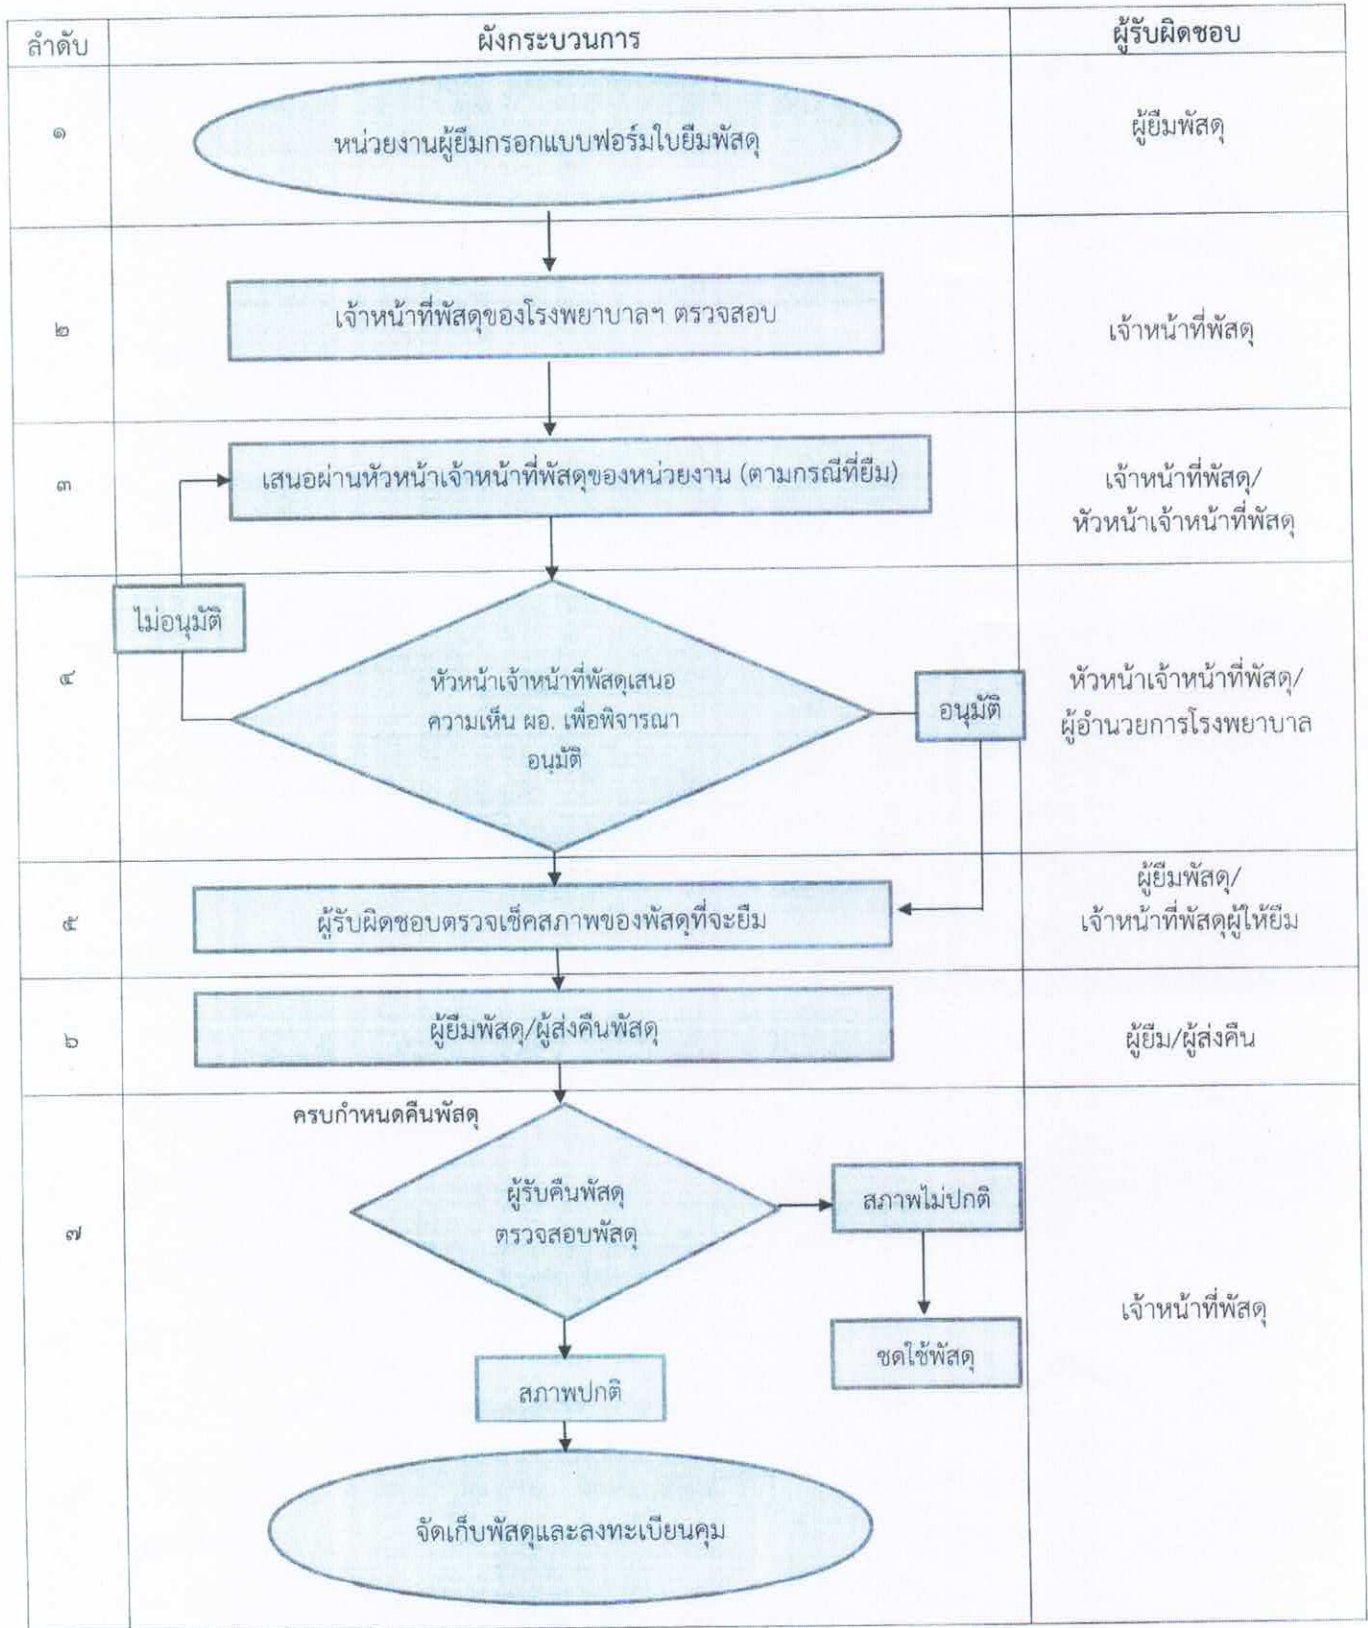 ลำดับ
ผังกระบวนการ
ผู้รับผิดชอบ
๑
หน่วยงานผู้ยืมกรอกแบบฟอร์มใบยืมพัสดุ
ผู้ยืมพัสดุ
๒
เจ้าหน้าที่พัสดุของโรงพยาบาลฯ ตรวจสอบ
เจ้าหน้าที่พัสดุ
๓
เสนอผ่านหัวหน้าเจ้าหน้าที่พัสดุของหน่วยงาน (ตามกรณีที่ยืม)
เจ้าหน้าที่พัสดุ/
หัวหน้าเจ้าหน้าที่พัสดุ
๔
ไม่อนุมัติ
หัวหน้าเจ้าหน้าที่พัสดุเสนอ
ความเห็น ผอ. เพื่อพิจารณา
อนุมัติ
อนุมัติ
หัวหน้าเจ้าหน้าที่พัสดุ/
ผู้อำนวยการโรงพยาบาล
๕
ผู้รับผิดชอบตรวจเช็คสภาพของพัสดุที่จะยืม
ผู้ยืมพัสดุ/
เจ้าหน้าที่พัสดุผู้ให้ยืม
๖
ผู้ยืมพัสดุ/ผู้ส่งคืนพัสดุ
ผู้ยืม/ผู้ส่งคืน
๗
ครบกำหนดคืนพัสดุ
ผู้รับคืนพัสดุ
ตรวจสอบพัสดุ
สภาพไม่ปกติ
ชดใช้พัสดุ
เจ้าหน้าที่พัสดุ
สภาพปกติ
จัดเก็บพัสดุและลงทะเบียนคุม